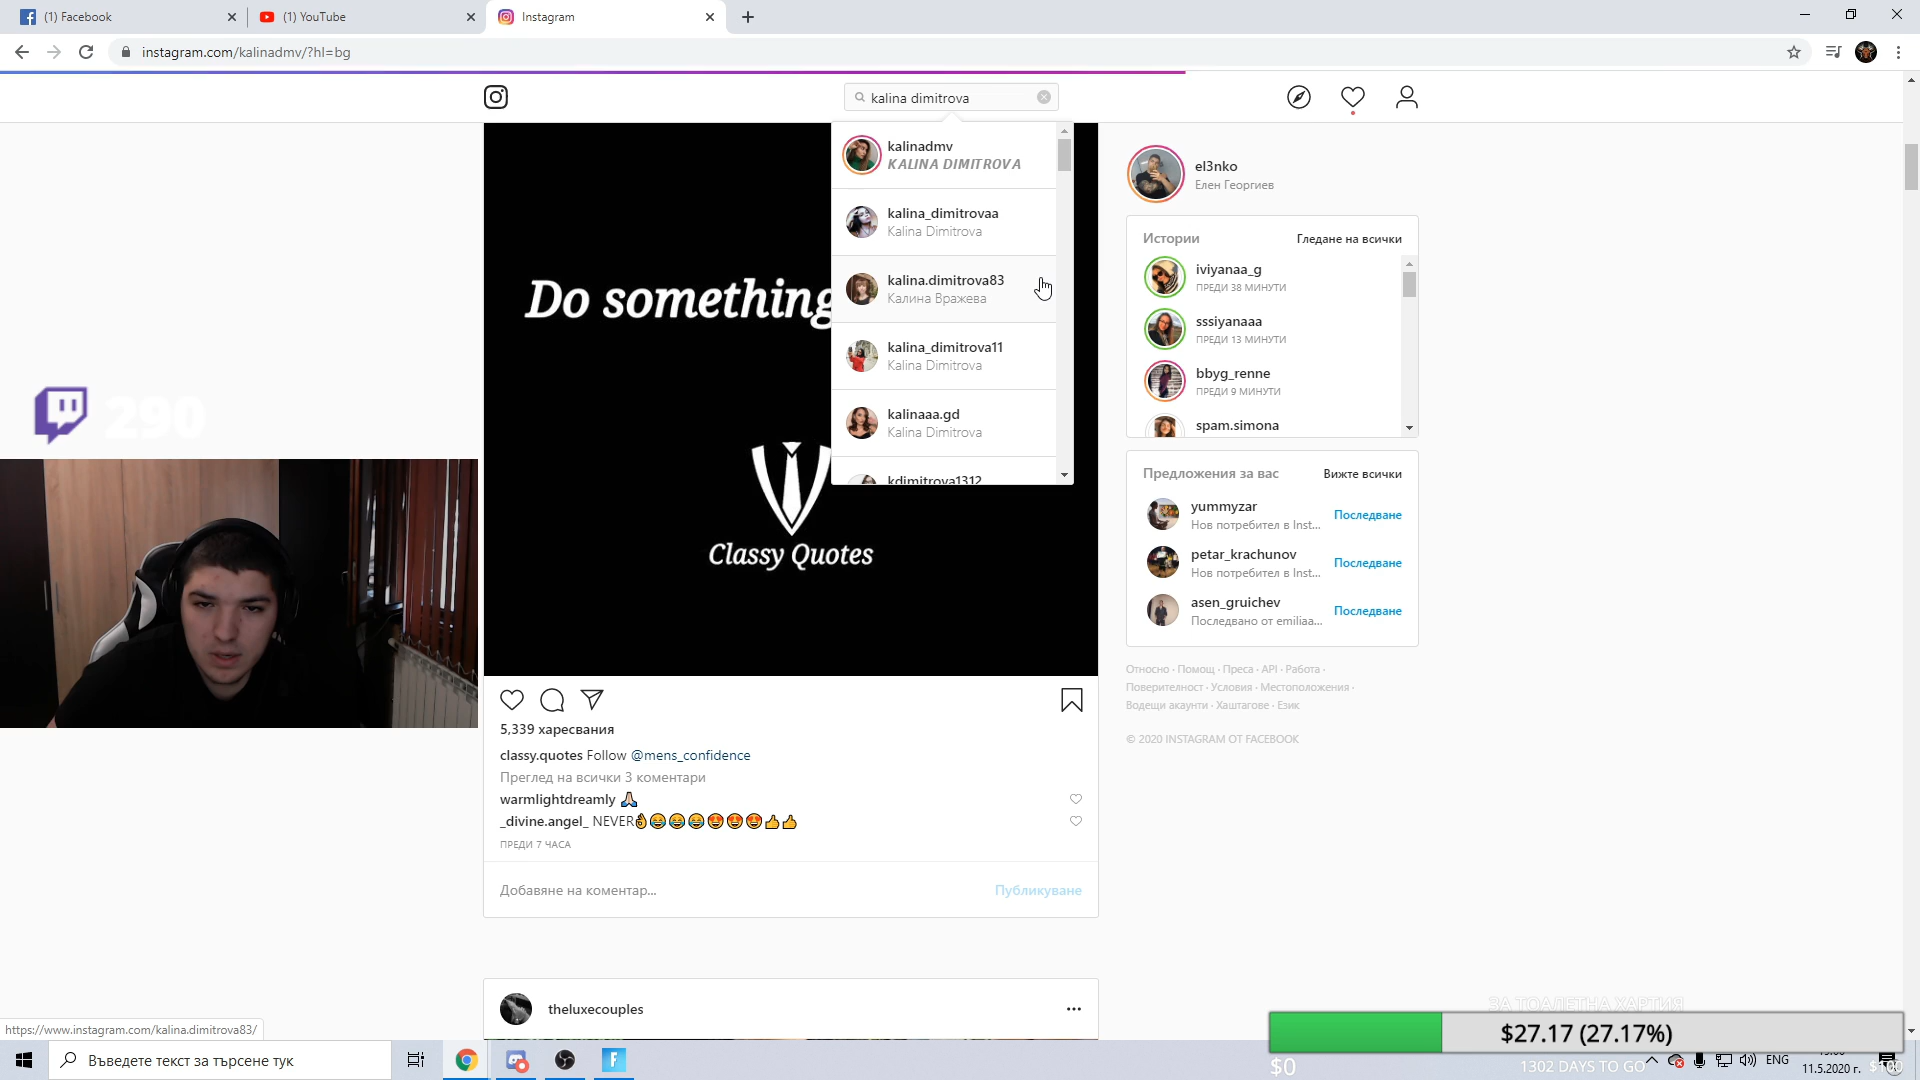 (1) Facebook
(1) YouTube
Instagram
instagram.com/kalinadmv/?hl=bg
kalina dimitrova
kalinadmv
KALINA DIMITROVA
kalina_dimitrovaa
Kalina Dimitrova
kalina.dimitrova83
Калина Вражева
kalina_dimitrova11
Kalina Dimitrova
kalinaaa.gd
Kalina Dimitrova
kdimitrova1312
Do something
Classy Quotes
290
el3nko
Елен Георгиев
Истории
Гледане на всички
iviyanaa_g
ПРЕДИ 38 МИНУТИ
sssiyanaaa
ПРЕДИ 13 МИНУТИ
bbyg_renne
ПРЕДИ 9 МИНУТИ
spam.simona
Предложения за вас
Вижте всички
yummyzar
Нов потребител в Inst...
Последване
petar_krachunov
Нов потребител в Inst...
Последване
asen_gruichev
Последвано от emiliaa...
Последване
Относно · Помощ · Преса · API · Работа ·
Поверителност · Условия · Местоположения ·
Водещи акаунти · Хаштагове · Език
© 2020 INSTAGRAM ОТ FACEBOOK
5,339 харесвания
classy.quotes Follow @mens_confidence
Преглед на всички 3 коментари
warmlightdreamly 🙏🏼
_divine.angel_ NEVER👌😂😂😂😍😍😍👍👍
ПРЕДИ 7 ЧАСА
Добавяне на коментар...
Публикуване
theluxecouples
https://www.instagram.com/kalina.dimitrova83/
ЗА ТОАЛЕТНА ХАРТИЯ
$27.17 (27.17%)
$0
1302 DAYS TO GO
$100
Въведете текст за търсене тук
ENG
11.5.2020 г.